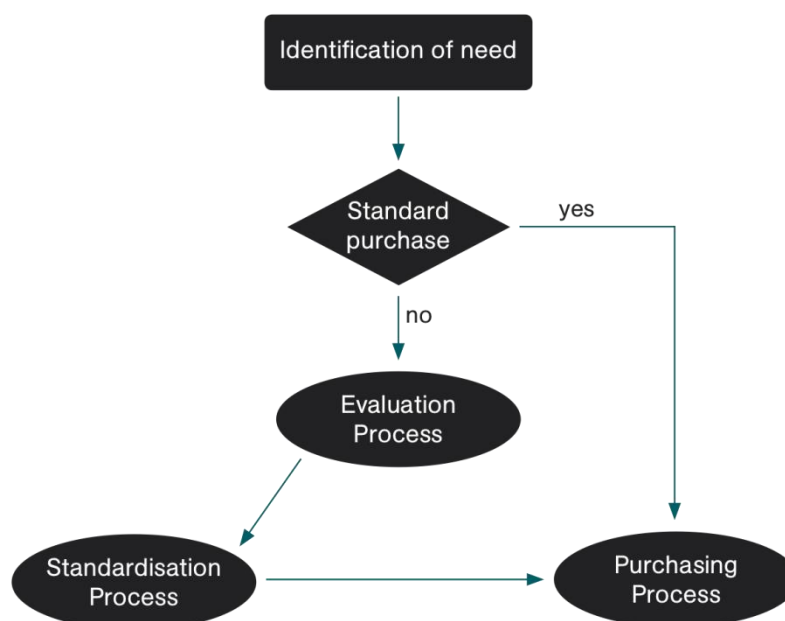 Identification of need
Standard
purchase
yes
no
Evaluation
Process
Standardisation
Process
Purchasing
Process